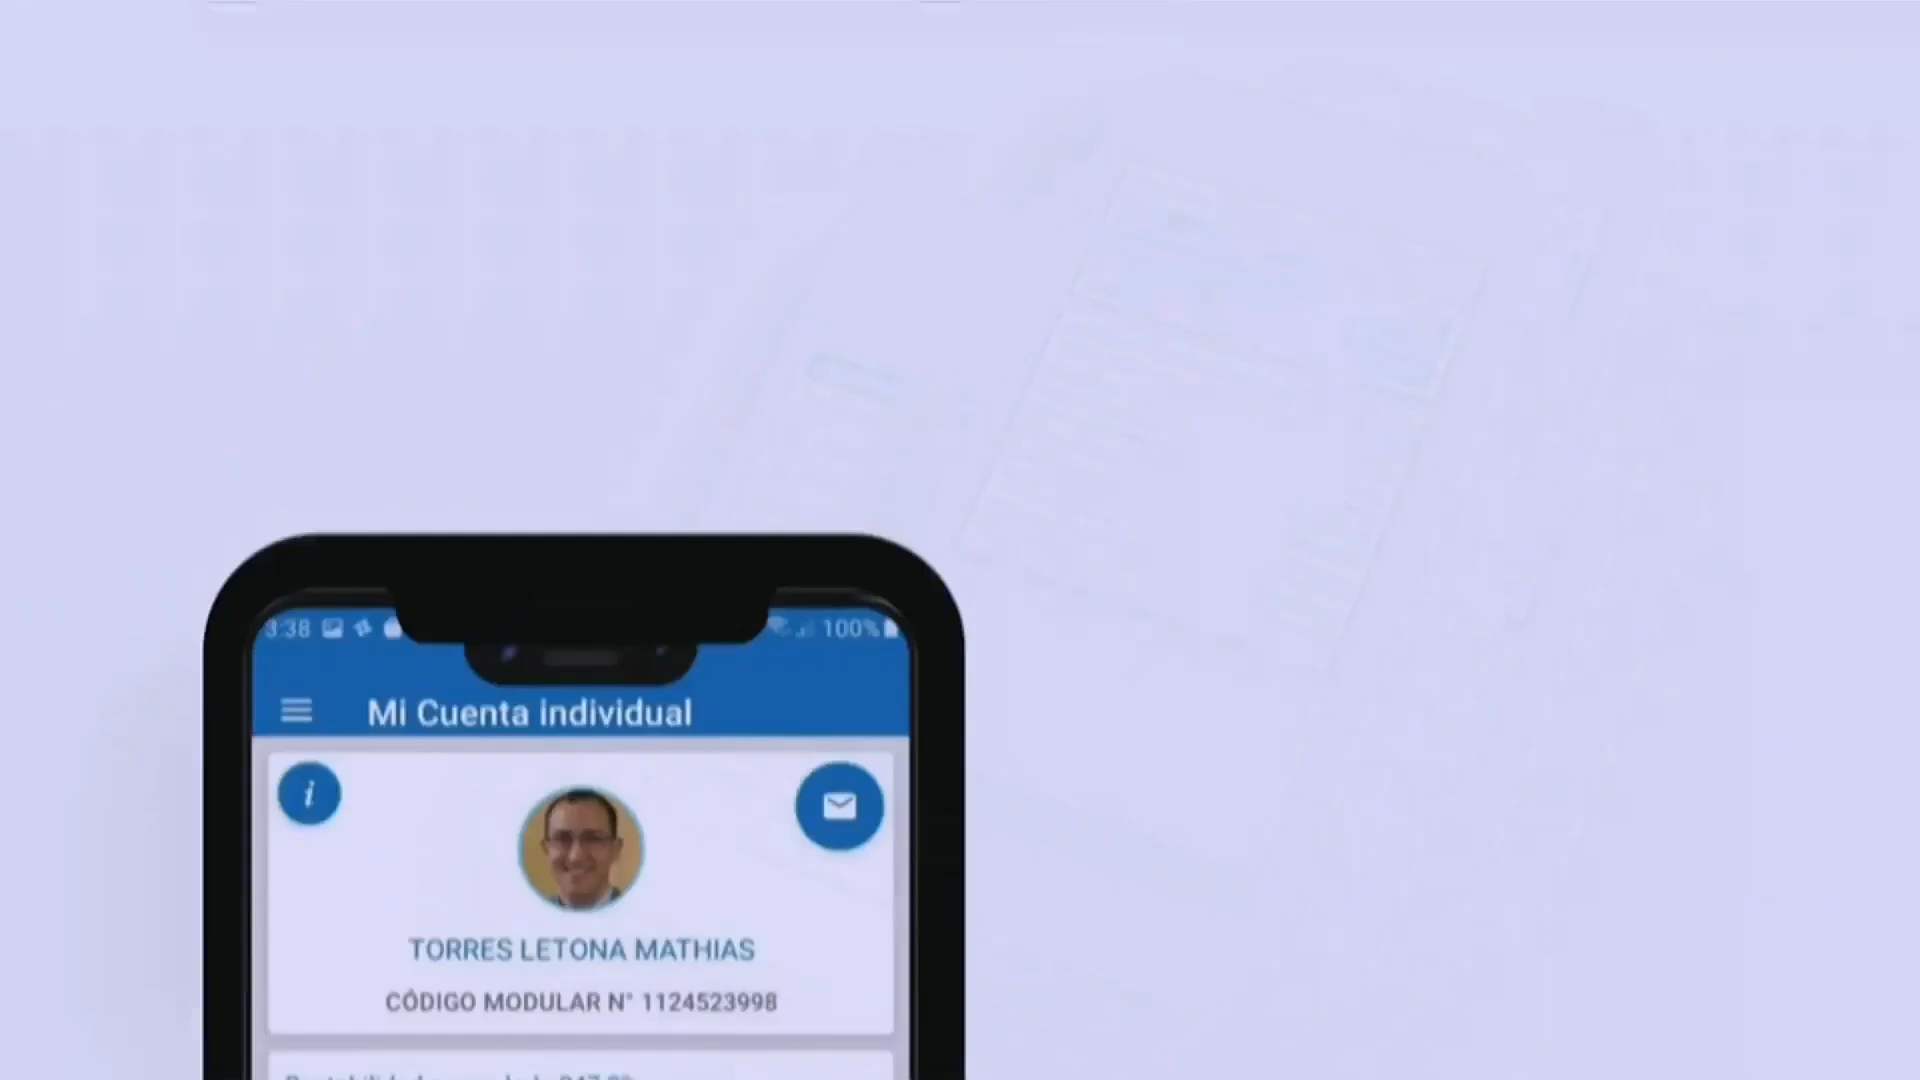 3:38
100%
Mi Cuenta individual
i
TORRES LETONA MATHIAS
CÓDIGO MODULAR N° 1124523998